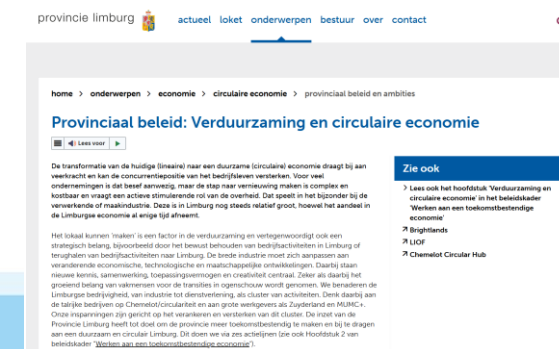 provincie limburg
actueel loket onderwerpen bestuur over contact
home > onderwerpen > economie > circulaire economie > provinciaal beleid en ambities
Provinciaal beleid: Verduurzaming en circulaire economie
Lees voor
De transformatie van de huidige (lineaire) naar een duurzame (circulaire) economie draagt bij aan
veerkracht en kan de concurrentiepositie van het bedrijfsleven versterken. Voor veel
ondernemingen is dat besef aanwezig, maar de stap naar vernieuwing maken is complex en
kostbaar en vraagt een actieve stimulerende rol van de overheid. Dat speelt in het bijzonder bij de
verwerkende of maakindustrie. Deze is in Limburg nog steeds relatief groot, hoewel het aandeel in
de Limburgse economie al enige tijd afneemt.
Het lokaal kunnen 'maken' is een factor in de verduurzaming en vertegenwoordigt ook een
strategisch belang, bijvoorbeeld door het bewust behouden van bedrijfsactiviteiten in Limburg of
terughalen van bedrijfsactiviteiten naar Limburg. De brede industrie moet zich aanpassen aan
veranderende economische, technologische en maatschappelijke ontwikkelingen. Daarbij staan
nieuwe kennis, samenwerking, toepassingsvermogen en creativiteit centraal. Zeker als daarbij het
groeiend belang van vakmensen voor de transities in ogenschouw wordt genomen. We benaderen de
Limburgse bedrijvigheid, van industrie tot dienstverlening, als cluster van activiteiten. Denk daarbij aan
de talrijke bedrijven op Chemelot/circulariteit en aan grote werkgevers als Zuyderland en MUMC+.
Onze inspanningen zijn gericht op het verankeren en versterken van dit cluster. De inzet van de
Provincie Limburg heeft tot doel om de provincie meer toekomstbestendig te maken en bij te dragen
aan een duurzaam en circulair Limburg. Dit doen we via zes actielijnen (zie ook Hoofdstuk 2 van
beleidskader "Werken aan een toekomstbestendige economie").
Zie ook
> Lees ook het hoofdstuk 'Verduurzaming en
circulaire economie' in het beleidskader
'Werken aan een toekomstbestendige
economie'
Brightlands
LIOF
Chemelot Circular Hub